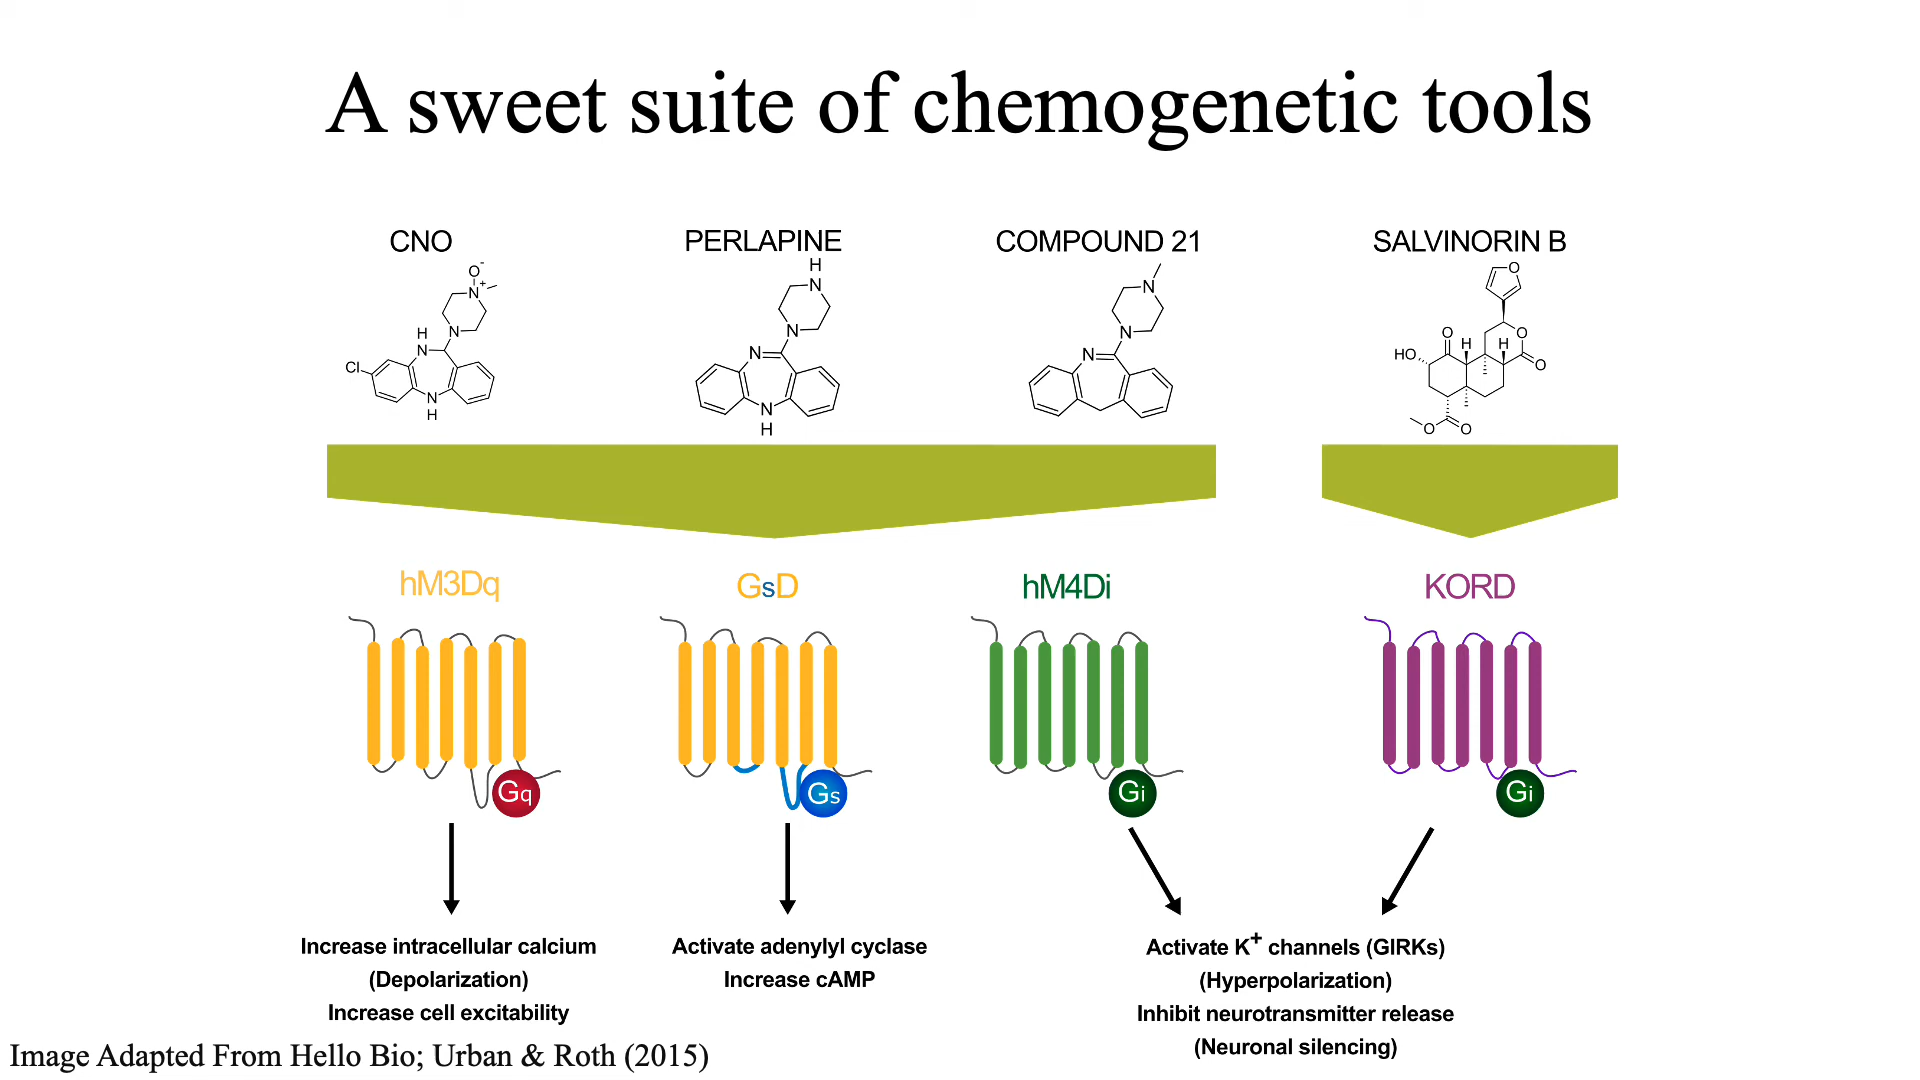 A sweet suite of chemogenetic tools
CNO
PERLAPINE
COMPOUND 21
SALVINORIN B
O-
N+
N
H
N
Cl
N
H
H
N
N
N
N
H
N
N
N
O
O
O
H
H
HO
O
O
O
hM3Dq
GsD
hM4Di
KORD
Gq
Gs
Gi
Gi
Increase intracellular calcium
(Depolarization)
Increase cell excitability
Activate adenylyl cyclase
Increase cAMP
Activate K+ channels (GIRKs)
(Hyperpolarization)
Inhibit neurotransmitter release
(Neuronal silencing)
Image Adapted From Hello Bio; Urban & Roth (2015)